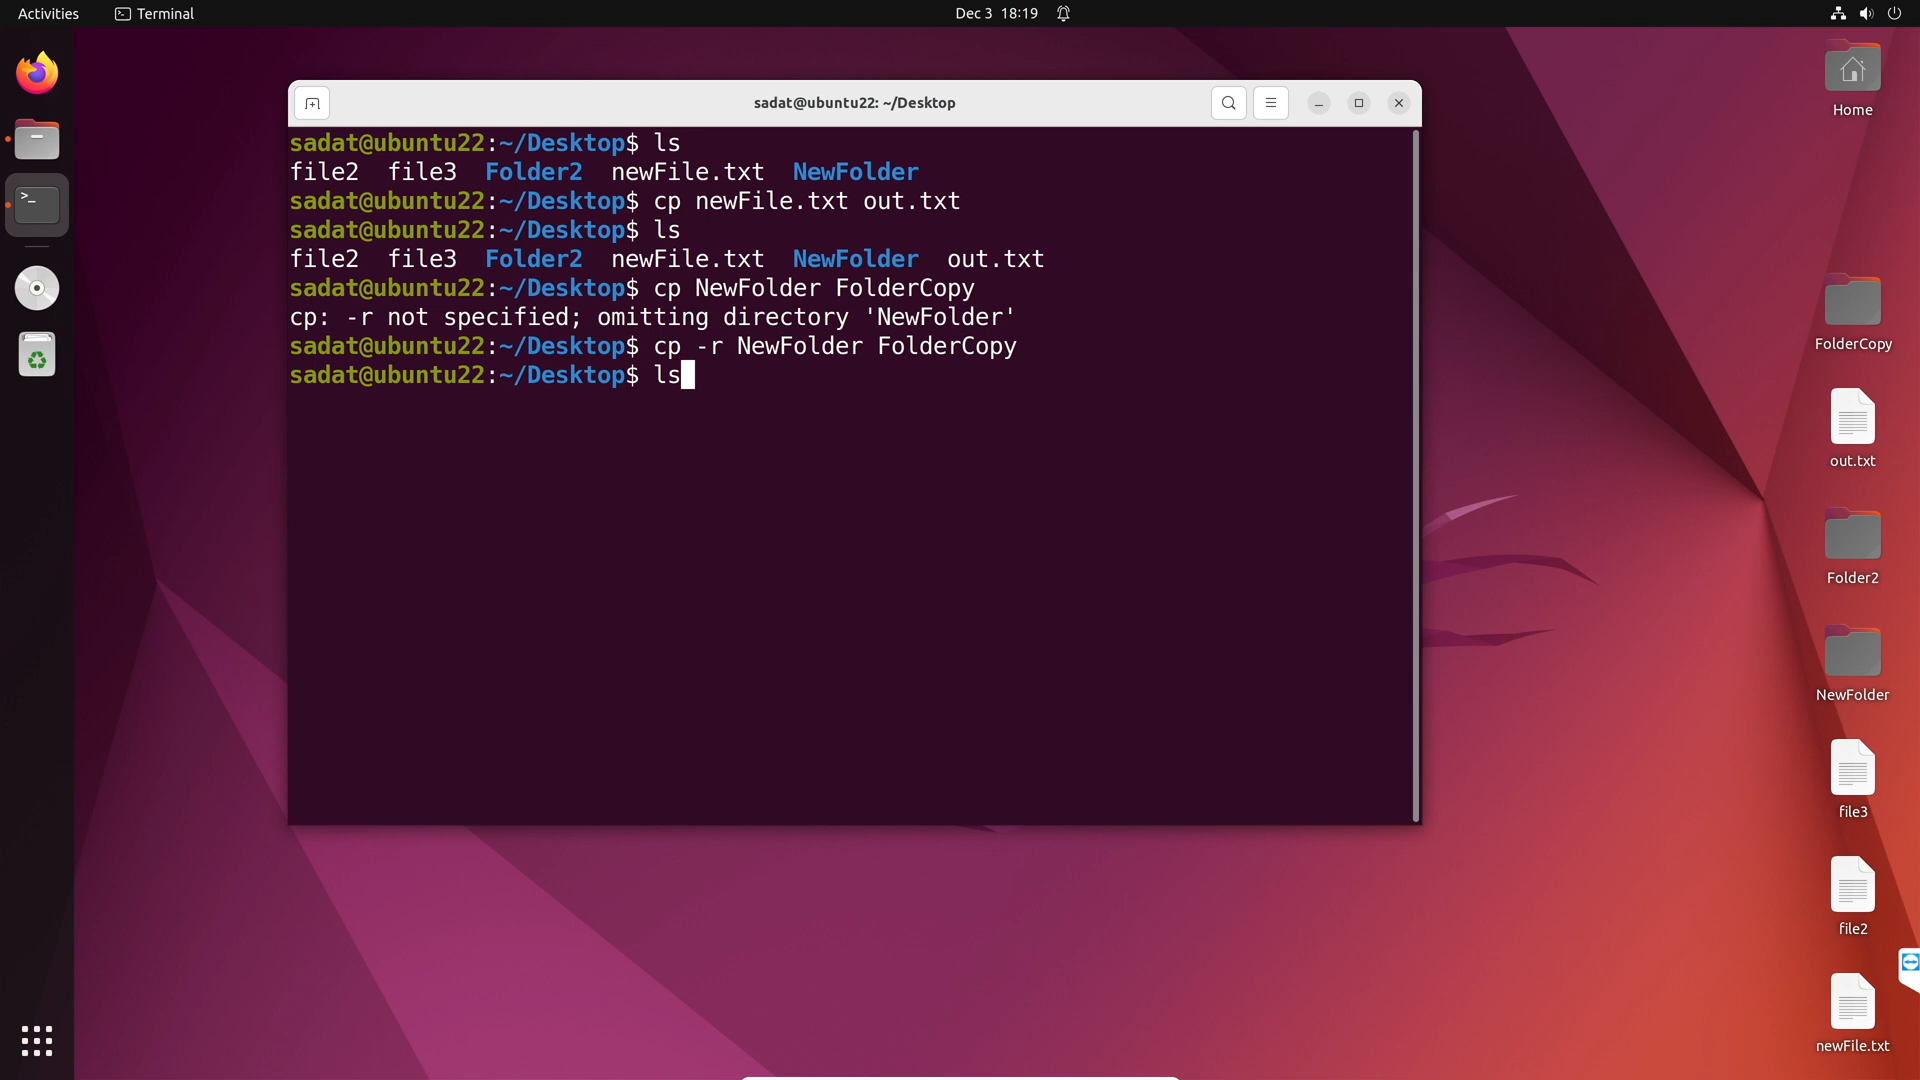 Activities
Terminal
Dec 3 18:19
sadat@ubuntu22: ~/Desktop
sadat@ubuntu22:~/Desktop$ ls
file2 file3 Folder2 newFile.txt NewFolder
sadat@ubuntu22:~/Desktop$ cp newFile.txt out.txt
sadat@ubuntu22:~/Desktop$ ls
file2 file3 Folder2 newFile.txt NewFolder out.txt
sadat@ubuntu22:~/Desktop$ cp NewFolder FolderCopy
cp: -r not specified; omitting directory 'NewFolder'
sadat@ubuntu22:~/Desktop$ cp -r NewFolder FolderCopy
sadat@ubuntu22:~/Desktop$ ls
Home
FolderCopy
out.txt
Folder2
NewFolder
file3
file2
newFile.txt